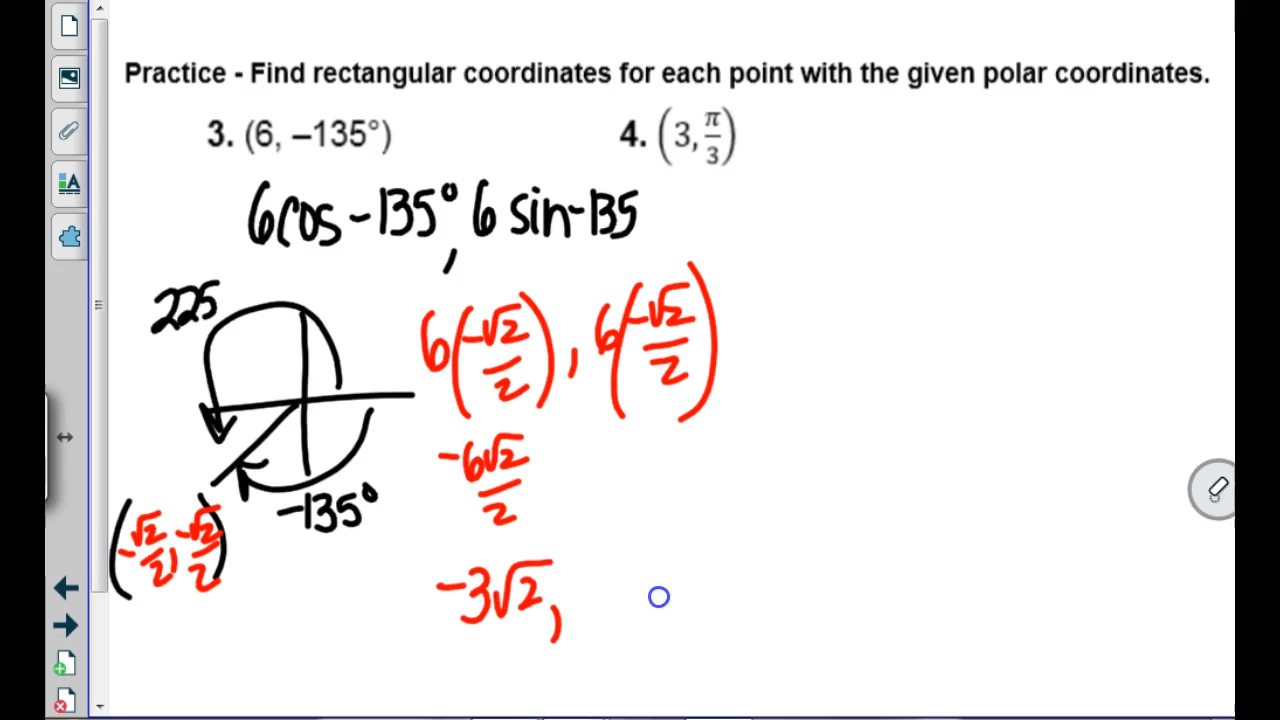 Practice - Find rectangular coordinates for each point with the given polar coordinates.
3. (6, –135°)
4. (3, π/3)
6cos -135°, 6 sin-135
225
6(-√2/2), 6(-√2/2)
-6√2/2
-135°
(-√2/2, -√2/2)
-3√2,